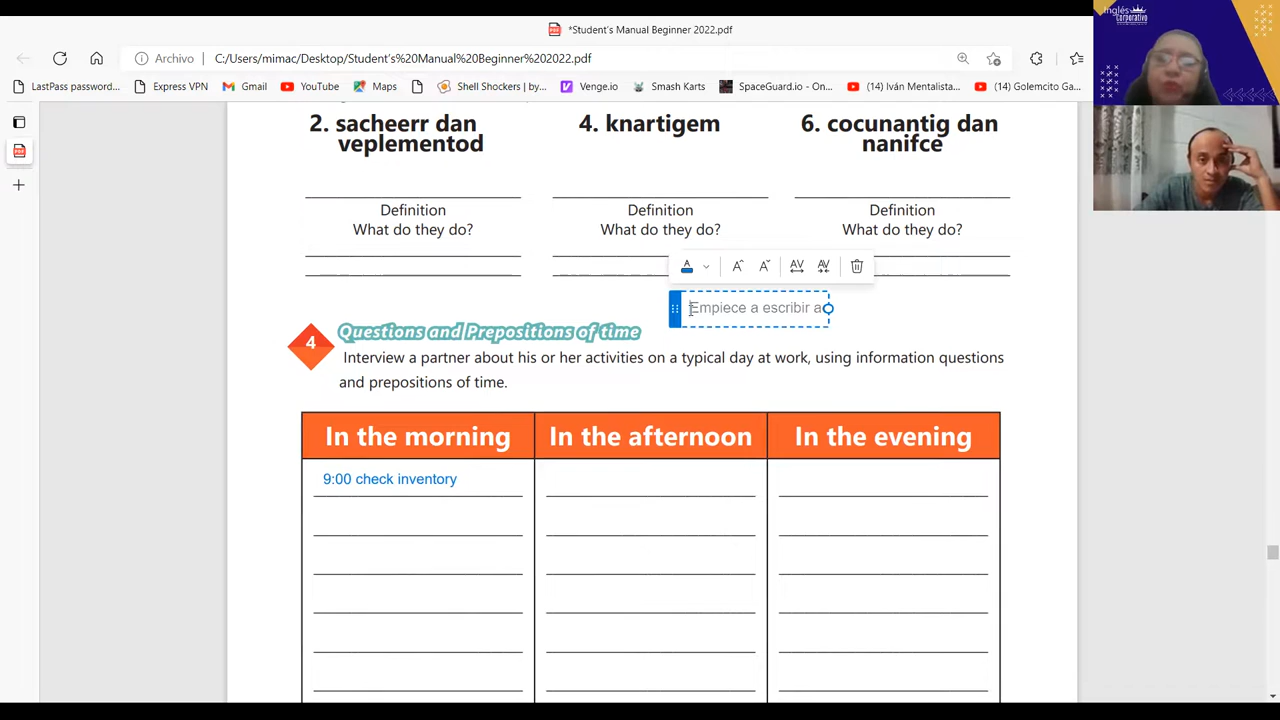 *Student's Manual Beginner 2022.pdf
Archivo C:/Users/mimac/Desktop/Student's%20Manual%20Beginner%202022.pdf
LastPass password... Express VPN Gmail YouTube Maps Shell Shockers | by... Venge.io Smash Karts SpaceGuard.io - On... (14) Iván Mentalista... (14) Golemcito Ga...
Inglés
Corporativo
2. sacheerr dan
veplementod
4. knartigem
6. cocunantig dan
nanifce
Definition
What do they do?
Definition
What do they do?
Definition
What do they do?
Empiece a escribir a
4
Questions and Prepositions of time
Interview a partner about his or her activities on a typical day at work, using information questions
and prepositions of time.
In the morning In the afternoon In the evening
9:00 check inventory